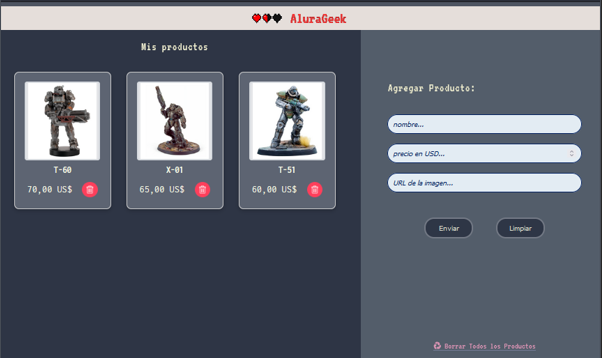 AluraGeek
Mis productos
T-60
70,00 US$
X-01
65,00 US$
T-51
60,00 US$
Agregar Producto:
nombre...
precio en USD...
URL de la imagen...
Enviar
Limpiar
Borrar Todos los Productos